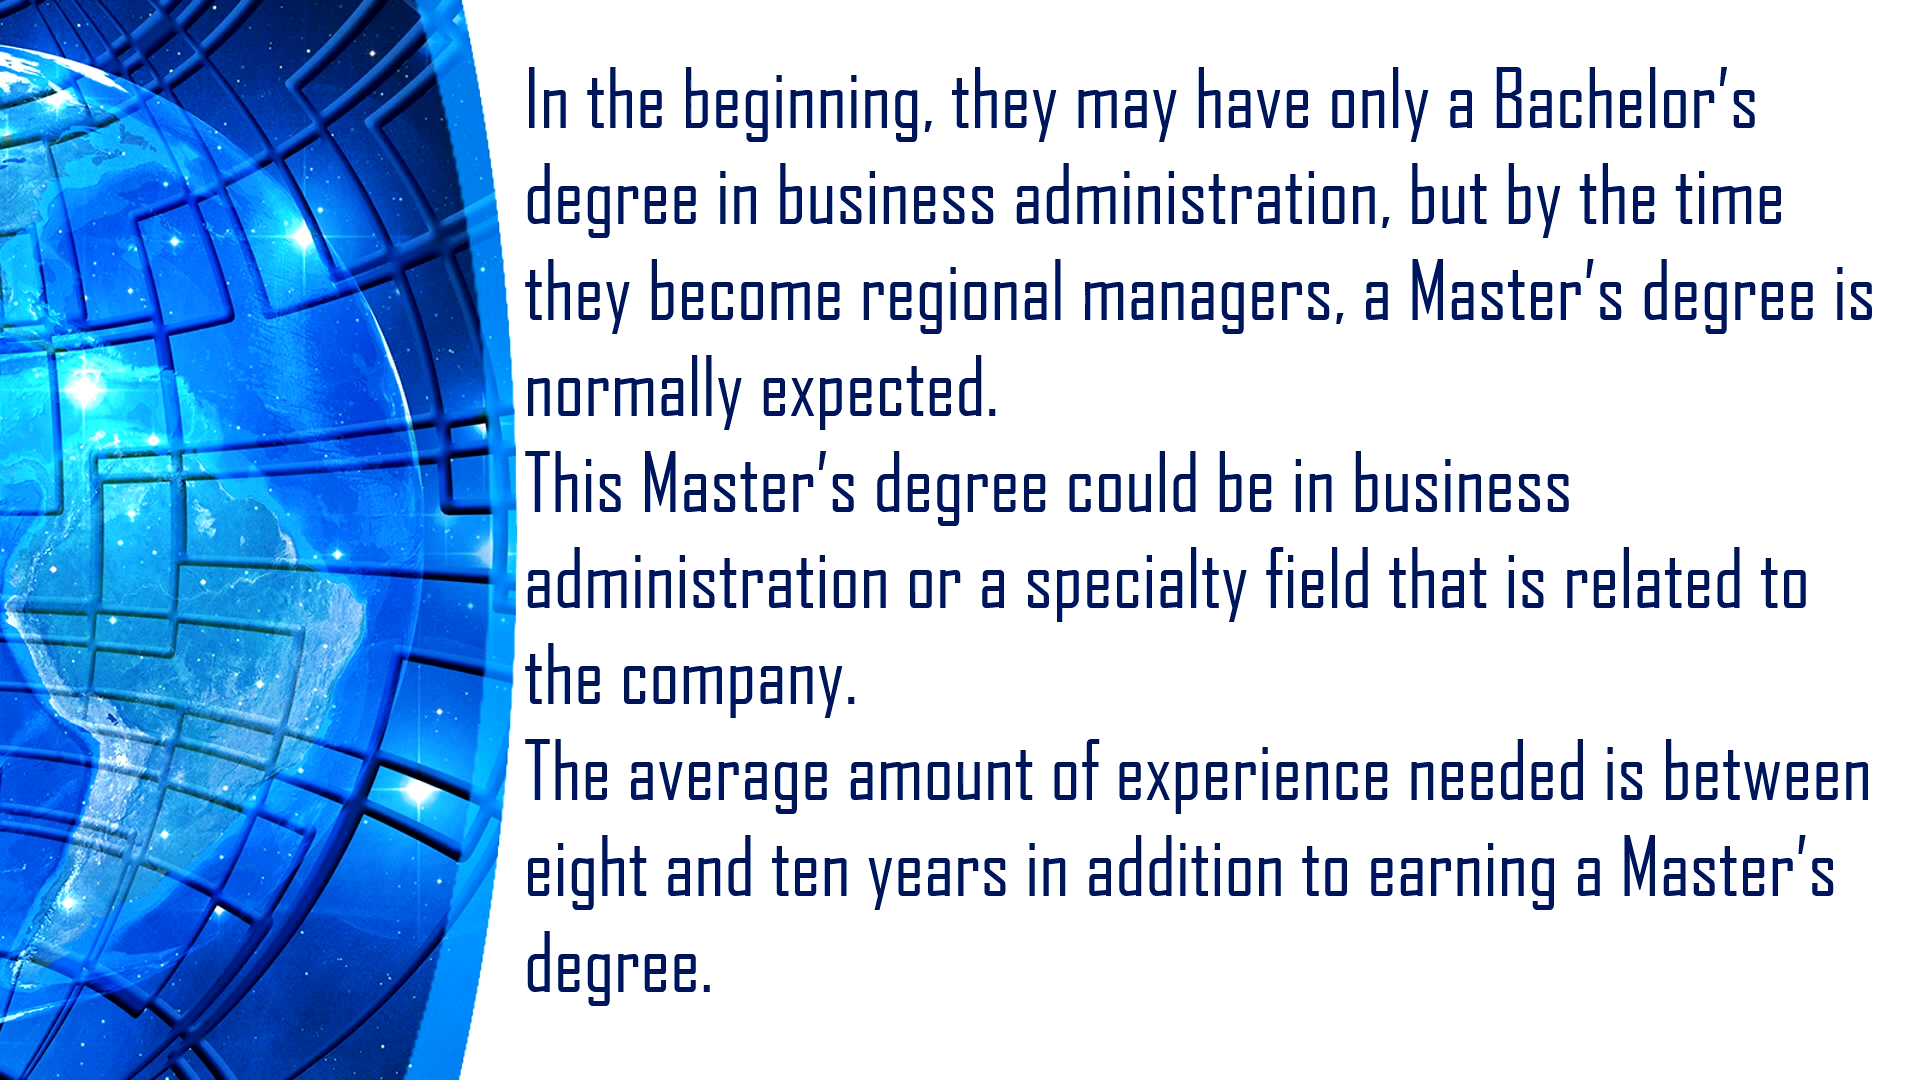 In the beginning, they may have only a Bachelor’s
degree in business administration, but by the time
they become regional managers, a Master’s degree is
normally expected.
This Master’s degree could be in business
administration or a specialty field that is related to
the company.
The average amount of experience needed is between
eight and ten years in addition to earning a Master’s
degree.